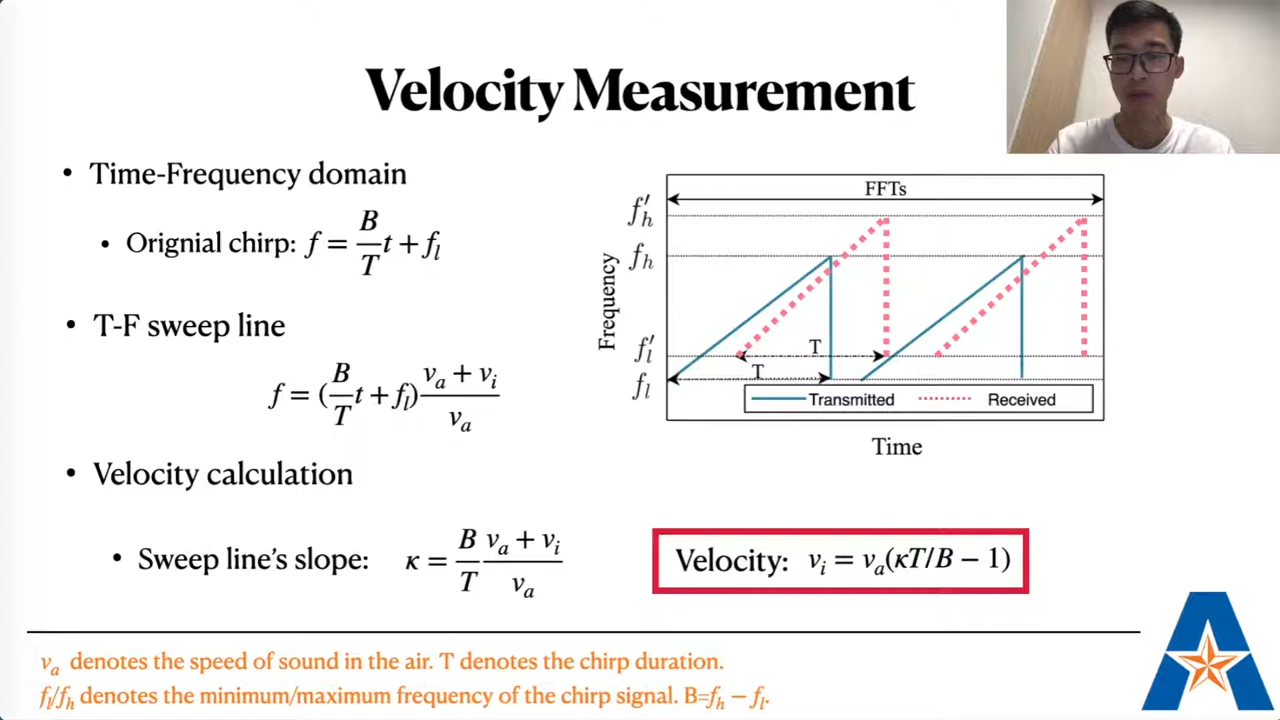 Velocity Measurement
• Time-Frequency domain
• Orignial chirp: f = B/T t + f_l
• T-F sweep line
f = (B/T t + f_l) (v_a + v_i)/v_a
• Velocity calculation
• Sweep line's slope: κ = B/T (v_a + v_i)/v_a
FFTs
f'_h
f_h
Frequency
f'_l
f_l
T
T
Transmitted
Received
Time
Velocity: v_i = v_a(κT/B − 1)
v_a denotes the speed of sound in the air. T denotes the chirp duration.
f_l/f_h denotes the minimum/maximum frequency of the chirp signal. B=f_h − f_l.